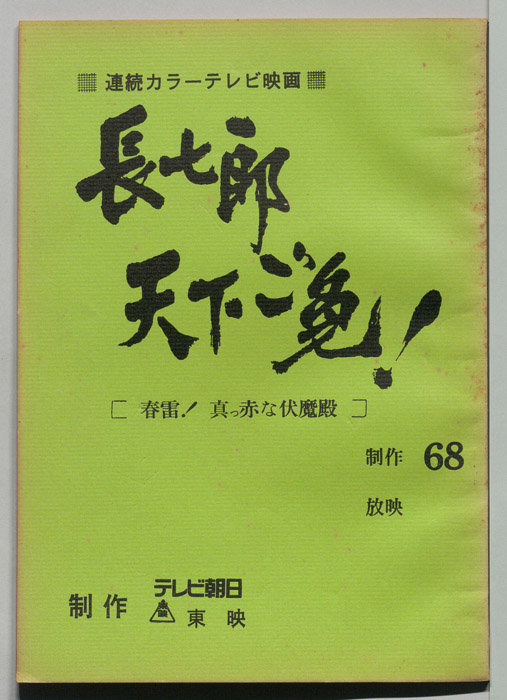 連続カラーテレビ映画
長七郎
天下ご免!
[ 春雷! 真っ赤な伏魔殿 ]
制作 68
放映
制作 テレビ朝日
東映